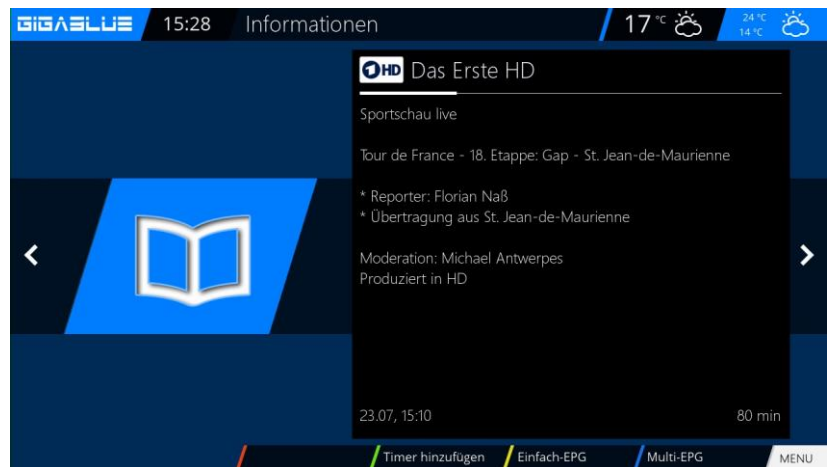 GIGABLUE 15:28 Informationen 17 °C 24 °C
14 °C
HD Das Erste HD
Sportschau live
Tour de France - 18. Etappe: Gap - St. Jean-de-Maurienne
* Reporter: Florian Naß
* Übertragung aus St. Jean-de-Maurienne
Moderation: Michael Antwerpes
Produziert in HD
23.07, 15:10 80 min
Timer hinzufügen Einfach-EPG Multi-EPG MENU